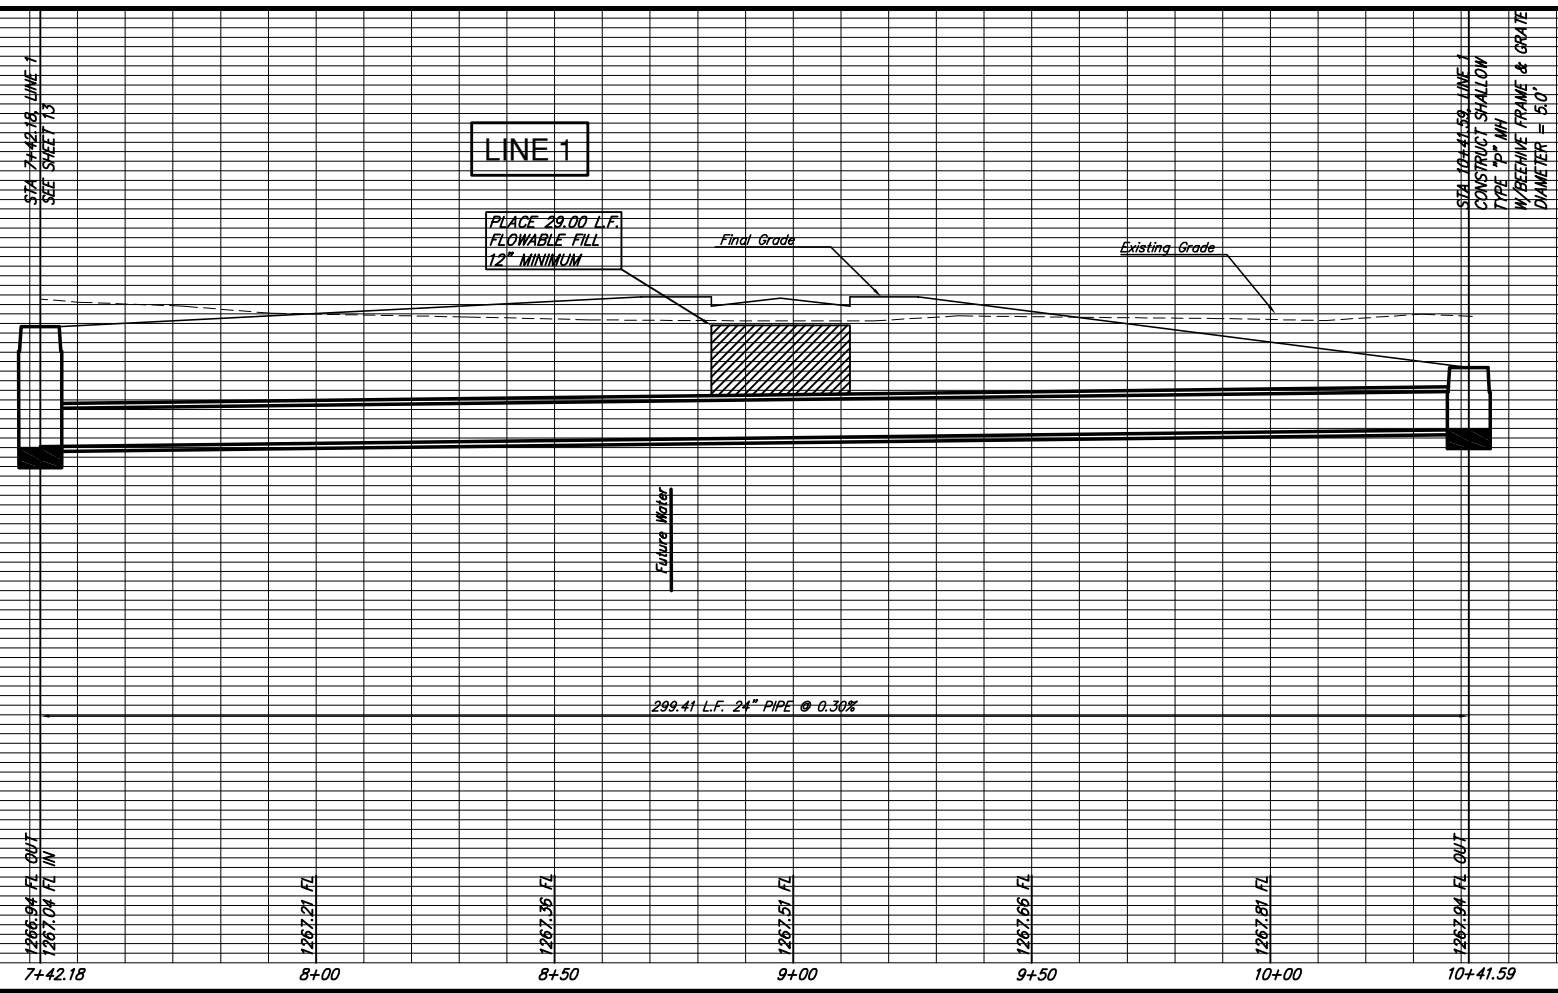 STA 7+42.18, LINE 1
SEE SHEET 13
LINE 1
STA 10+41.59, LINE 1
CONSTRUCT SHALLOW
TYPE "P" MH
W/BEEHIVE FRAME & GRATE
DIAMETER = 5.0'
PLACE 29.00 L.F.
FLOWABLE FILL
12" MINIMUM
Final Grade
Existing Grade
Future Water
299.41 L.F. 24" PIPE @ 0.30%
1266.94 FL OUT
1267.04 FL IN
1267.21 FL
1267.36 FL
1267.51 FL
1267.66 FL
1267.81 FL
1267.94 FL OUT
7+42.18
8+00
8+50
9+00
9+50
10+00
10+41.59